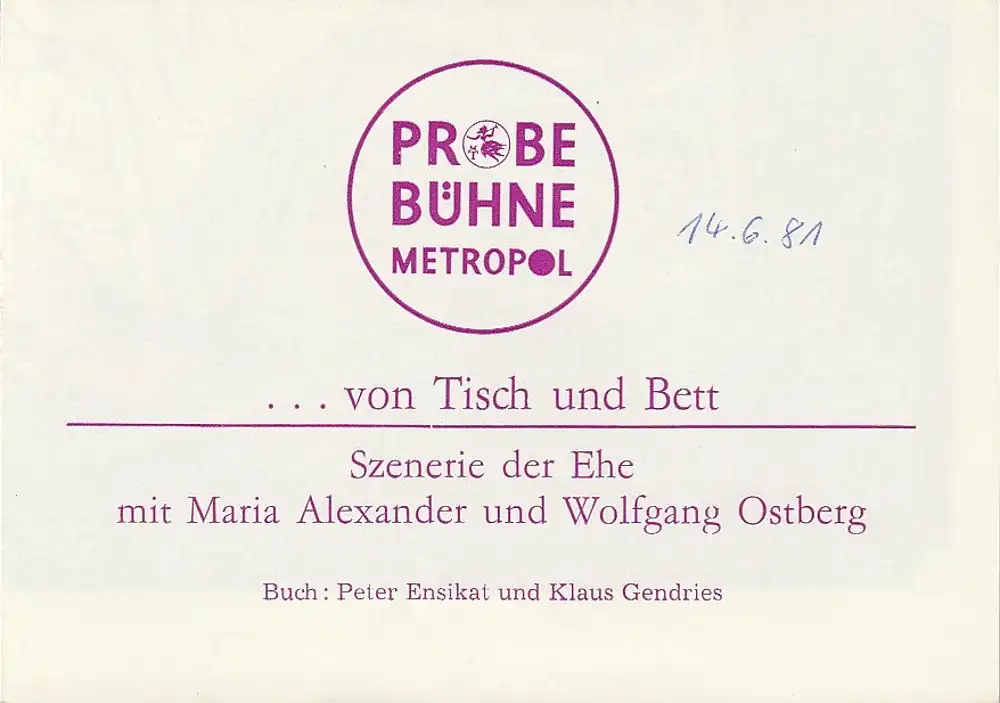 PROBE
BÜHNE
METROPOL
14.6.81
. . . von Tisch und Bett
Szenerie der Ehe
mit Maria Alexander und Wolfgang Ostberg
Buch: Peter Ensikat und Klaus Gendries